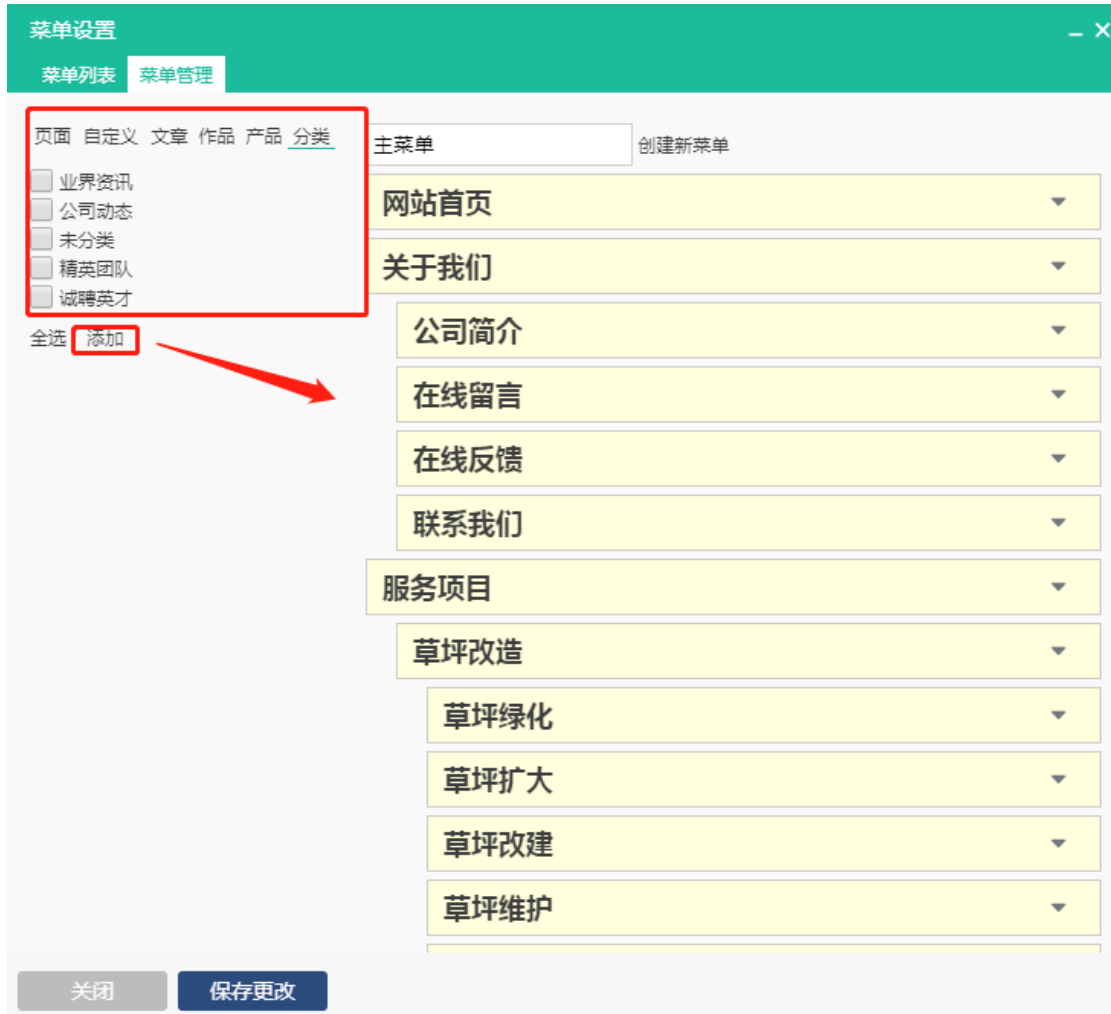 菜单设置
菜单列表 菜单管理
页面 自定义 文章 作品 产品 分类
业界资讯
公司动态
未分类
精英团队
诚聘英才
全选 添加
主菜单 创建新菜单
网站首页
关于我们
公司简介
在线留言
在线反馈
联系我们
服务项目
草坪改造
草坪绿化
草坪扩大
草坪改建
草坪维护
关闭 保存更改